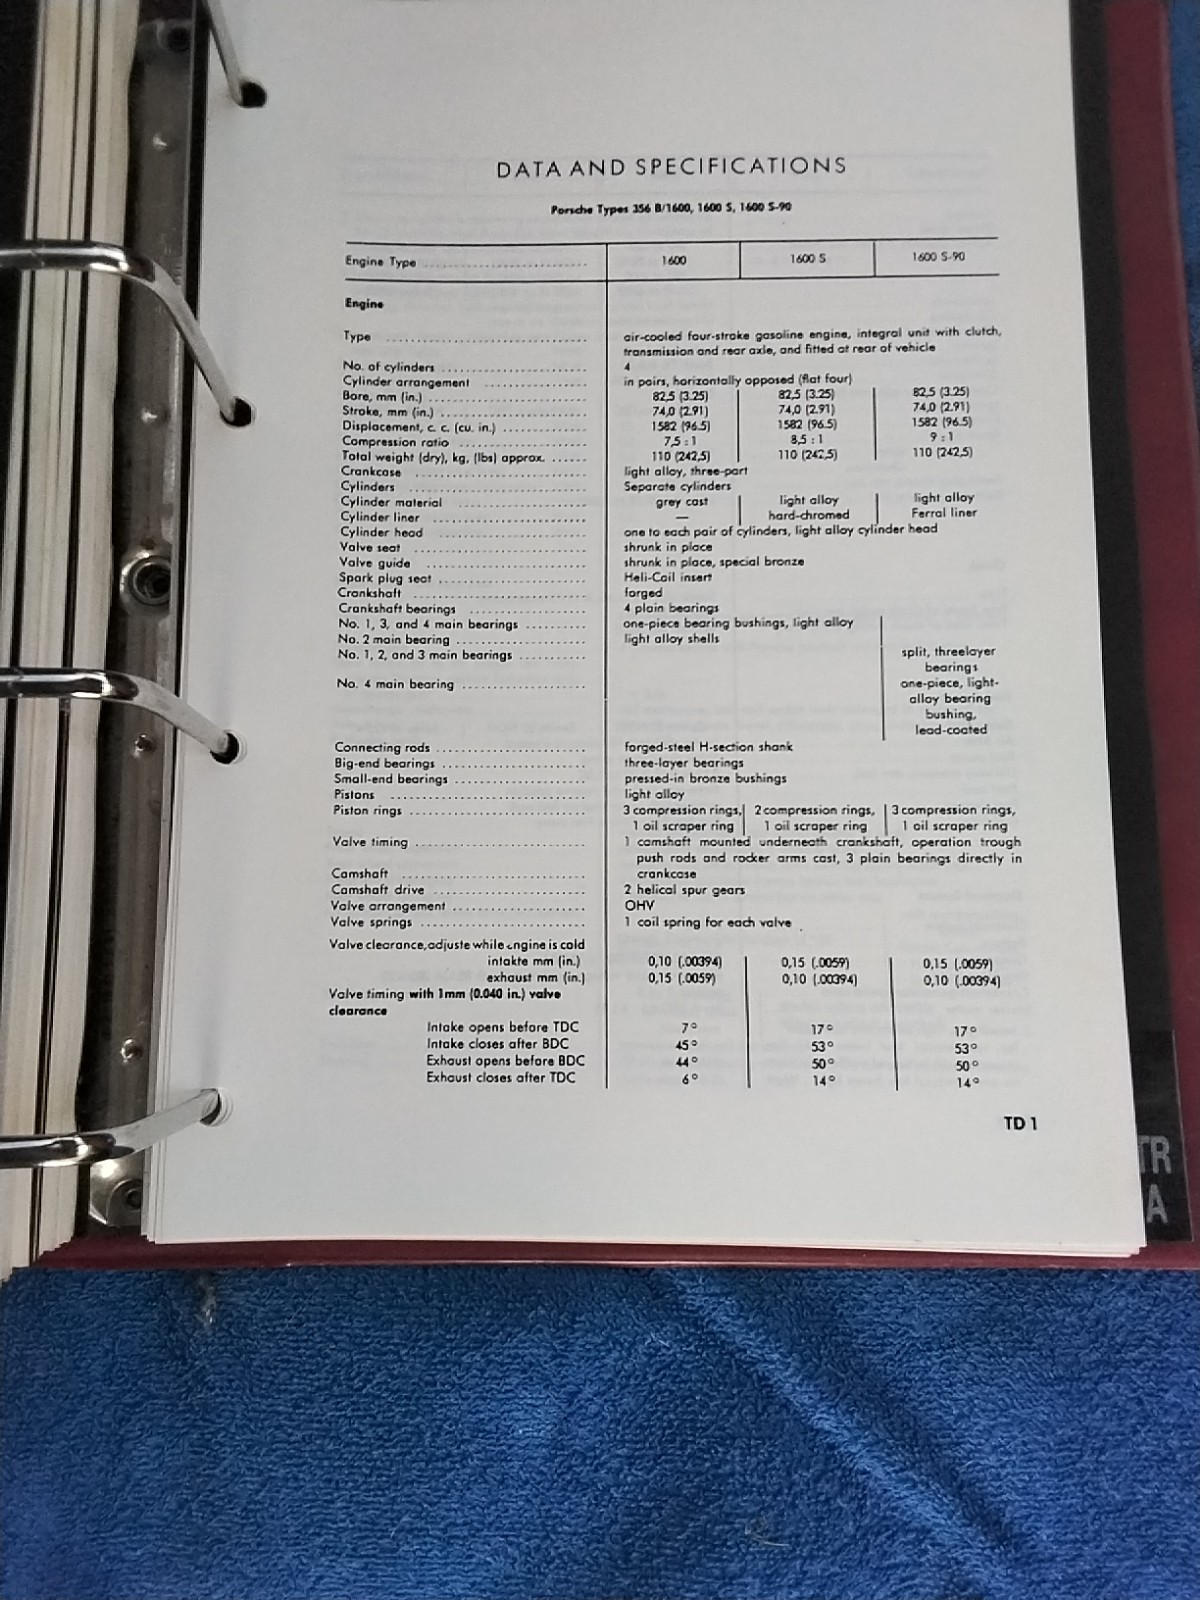 DATA AND SPECIFICATIONS
Porsche Types 356 B/1600, 1600 S, 1600 S-90
Engine Type 1600 1600 S 1600 S-90
Engine
Type air-cooled four-stroke gasoline engine, integral unit with clutch,
transmission and rear axle, and fitted at rear of vehicle
No. of cylinders 4
Cylinder arrangement in pairs, horizontally opposed (flat four)
Bore, mm (in.) 82,5 (3.25) 82,5 (3.25) 82,5 (3.25)
Stroke, mm (in.) 74,0 (2.91) 74,0 (2.91) 74,0 (2.91)
Displacement, c. c. (cu. in.) 1582 (96.5) 1582 (96.5) 1582 (96.5)
Compression ratio 7,5 : 1 8,5 : 1 9 : 1
Total weight (dry), kg, (lbs) approx. 110 (242,5) 110 (242,5) 110 (242,5)
Crankcase light alloy, three-part
Cylinders Separate cylinders
Cylinder material grey cast light alloy light alloy
Cylinder liner — hard-chromed Ferral liner
Cylinder head one to each pair of cylinders, light alloy cylinder head
Valve seat shrunk in place
Valve guide shrunk in place, special bronze
Spark plug seat Heli-Coil insert
Crankshaft forged
Crankshaft bearings 4 plain bearings
No. 1, 3, and 4 main bearings one-piece bearing bushings, light alloy
No. 2 main bearing light alloy shells
No. 1, 2, and 3 main bearings split, threelayer
bearings
No. 4 main bearing one-piece, light-
alloy bearing
bushing,
lead-coated
Connecting rods forged-steel H-section shank
Big-end bearings three-layer bearings
Small-end bearings pressed-in bronze bushings
Pistons light alloy
Piston rings 3 compression rings, 2 compression rings, 3 compression rings,
1 oil scraper ring 1 oil scraper ring 1 oil scraper ring
Valve timing 1 camshaft mounted underneath crankshaft, operation trough
push rods and rocker arms cast, 3 plain bearings directly in
Camshaft crankcase
Camshaft drive 2 helical spur gears
Valve arrangement OHV
Valve springs 1 coil spring for each valve
Valve clearance, adjuste while engine is cold
intakte mm (in.) 0,10 (.00394) 0,15 (.0059) 0,15 (.0059)
exhaust mm (in.) 0,15 (.0059) 0,10 (.00394) 0,10 (.00394)
Valve timing with 1mm (0.040 in.) valve
clearance
Intake opens before TDC 7° 17° 17°
Intake closes after BDC 45° 53° 53°
Exhaust opens before BDC 44° 50° 50°
Exhaust closes after TDC 6° 14° 14°
TD 1
TR
A